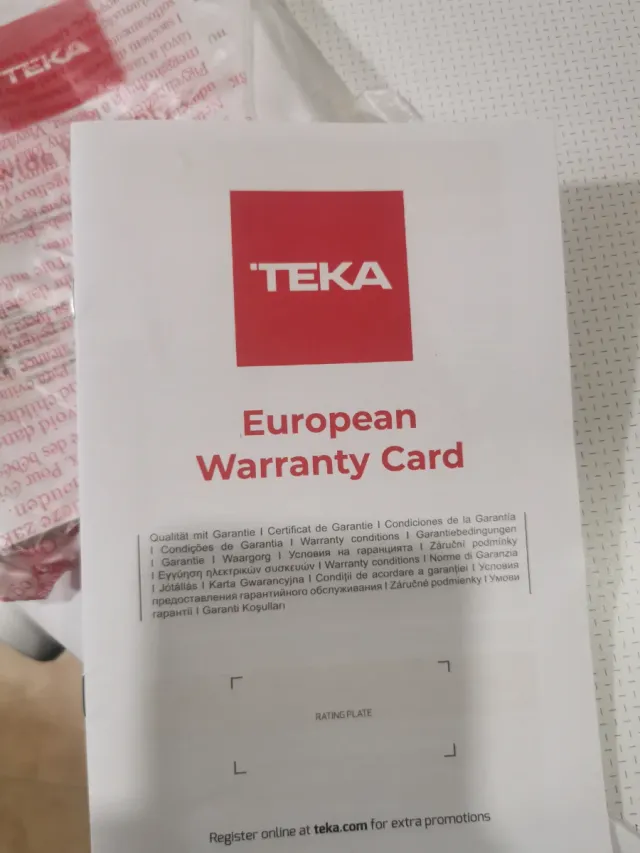 TEKA
TEKA
European
Warranty Card
Qualität mit Garantie I Certificat de Garantie I Condiciones de la Garantía
I Condições de Garantia I Warranty conditions I Garantiebedingungen
I Garantie I Waargorg I Условия на гаранцията I Záruční podmínky
I Εγγύηση ηλεκτρικών συσκευών I Warranty conditions I Norme di Garanzia
I Jótállás I Karta Gwarancyjna I Condiții de acordare a garanției I Условия
предоставления гарантийного обслуживания I Záručné podmienky I Умови
гарантії I Garanti Koşulları
RATING PLATE
Register online at teka.com for extra promotions